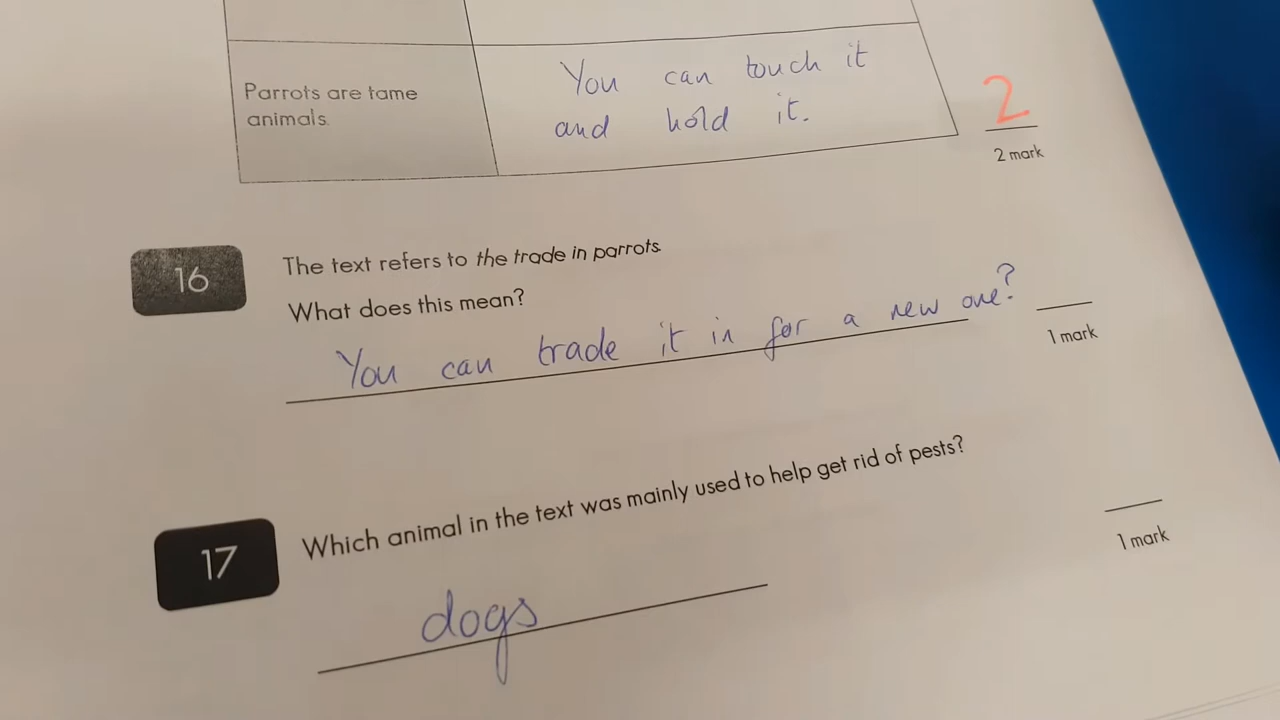 Parrots are tame
animals.
You can touch it
and hold it.
2
2 mark
16
The text refers to the trade in parrots.
What does this mean?
You can trade it in for a new one?
1 mark
17
Which animal in the text was mainly used to help get rid of pests?
dogs
1 mark